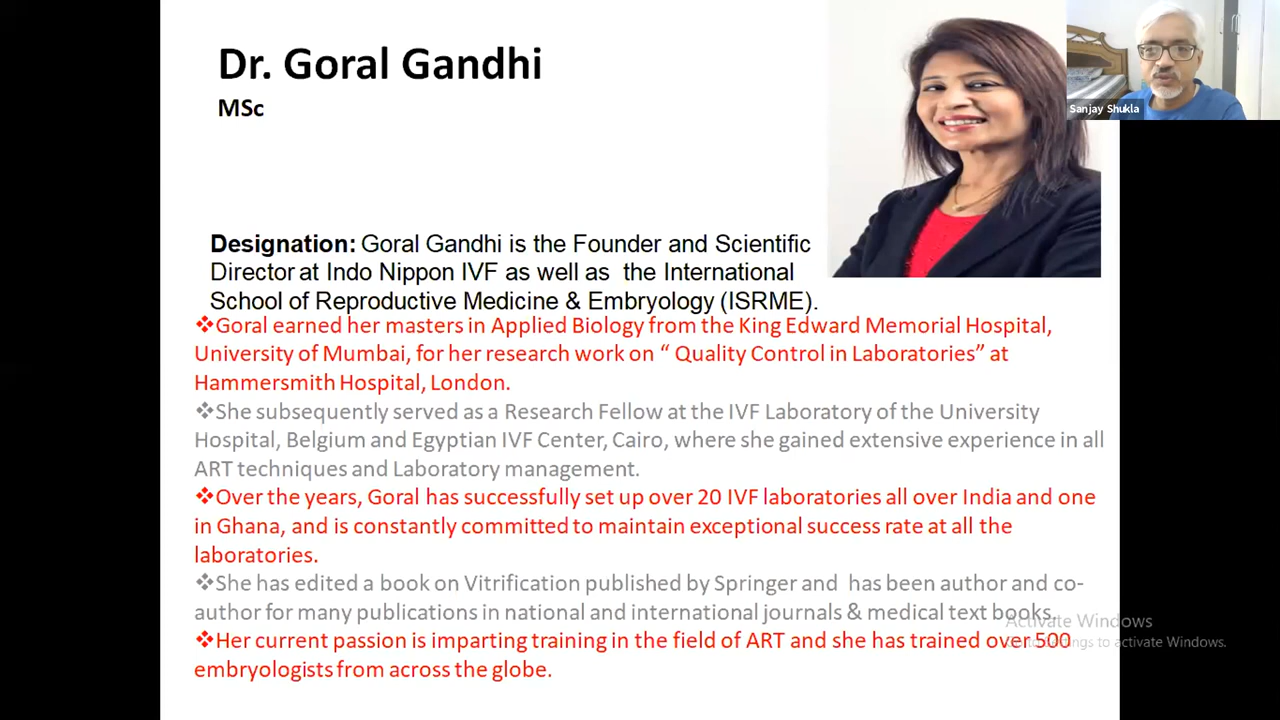 Dr. Goral Gandhi
MSc
Sanjay Shukla
Designation: Goral Gandhi is the Founder and Scientific
Director at Indo Nippon IVF as well as the International
School of Reproductive Medicine & Embryology (ISRME).
❖Goral earned her masters in Applied Biology from the King Edward Memorial Hospital,
University of Mumbai, for her research work on “ Quality Control in Laboratories” at
Hammersmith Hospital, London.
❖She subsequently served as a Research Fellow at the IVF Laboratory of the University
Hospital, Belgium and Egyptian IVF Center, Cairo, where she gained extensive experience in all
ART techniques and Laboratory management.
❖Over the years, Goral has successfully set up over 20 IVF laboratories all over India and one
in Ghana, and is constantly committed to maintain exceptional success rate at all the
laboratories.
❖She has edited a book on Vitrification published by Springer and has been author and co-
author for many publications in national and international journals & medical text books.
Activate Windows
❖Her current passion is imparting training in the field of ART and she has trained over 500
to activate Windows.
embryologists from across the globe.